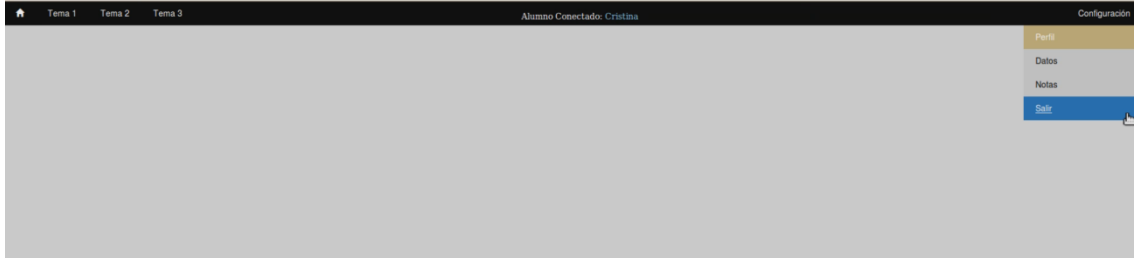 Tema 1 Tema 2 Tema 3 Alumno Conectado: Cristina Configuración
Perfil
Datos
Notas
Salir